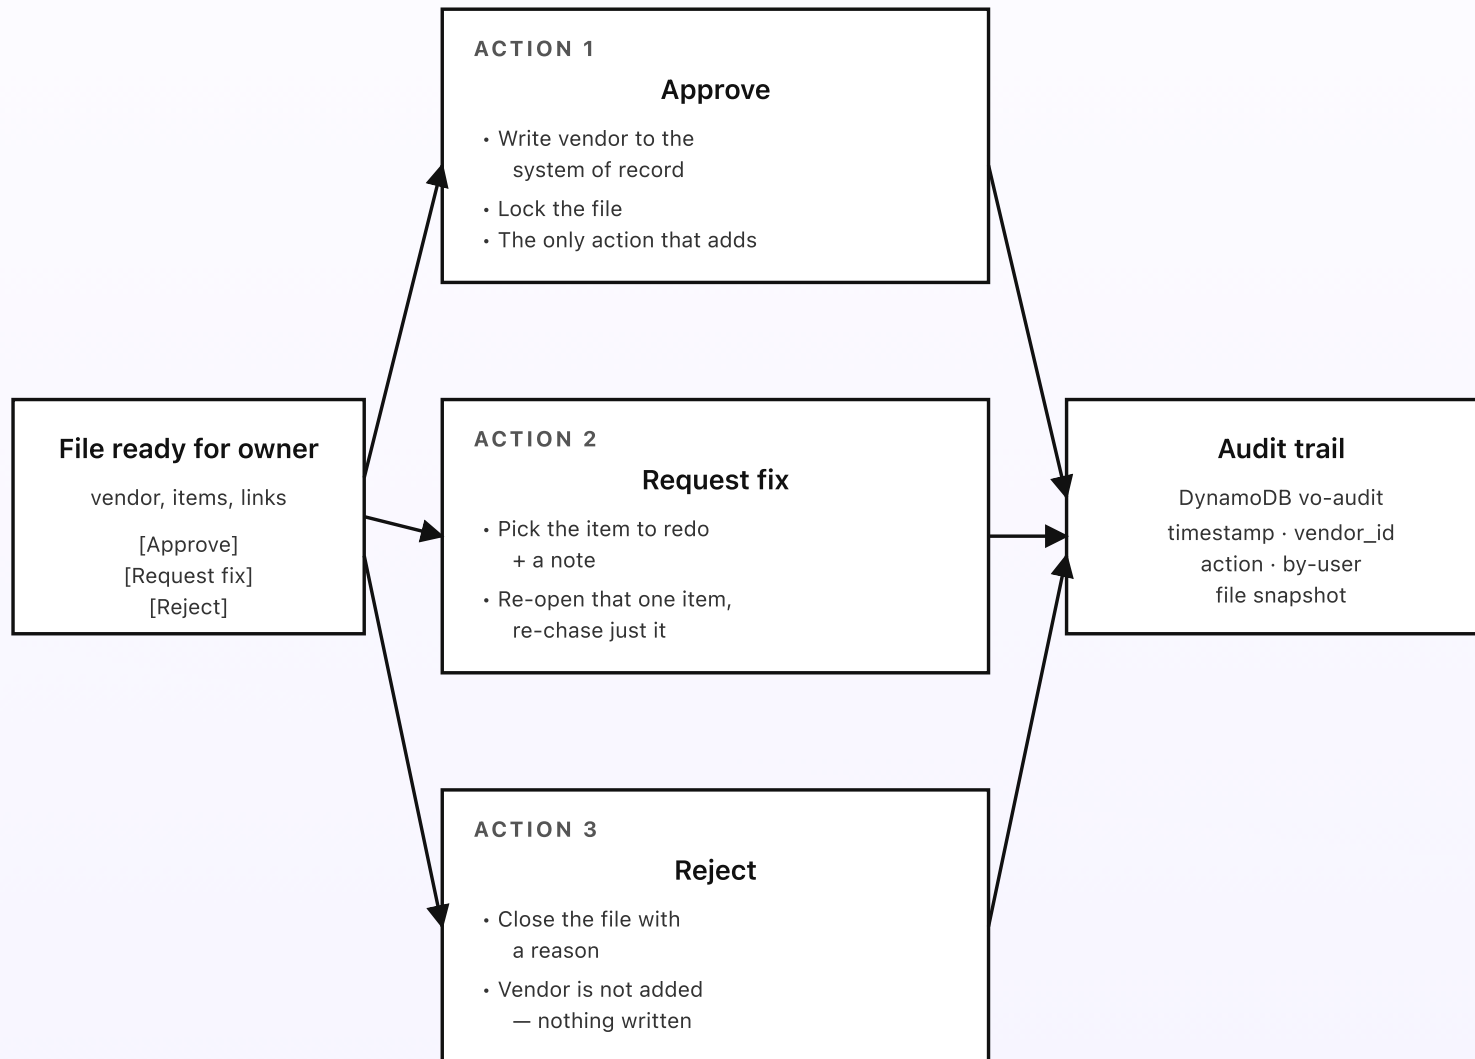 ACTION 1
Approve
• Write vendor to the
system of record
• Lock the file
• The only action that adds
File ready for owner
vendor, items, links
[Approve]
[Request fix]
[Reject]
ACTION 2
Request fix
• Pick the item to redo
+ a note
• Re-open that one item,
re-chase just it
Audit trail
DynamoDB vo-audit
timestamp · vendor_id
action · by-user
file snapshot
ACTION 3
Reject
• Close the file with
a reason
• Vendor is not added
— nothing written